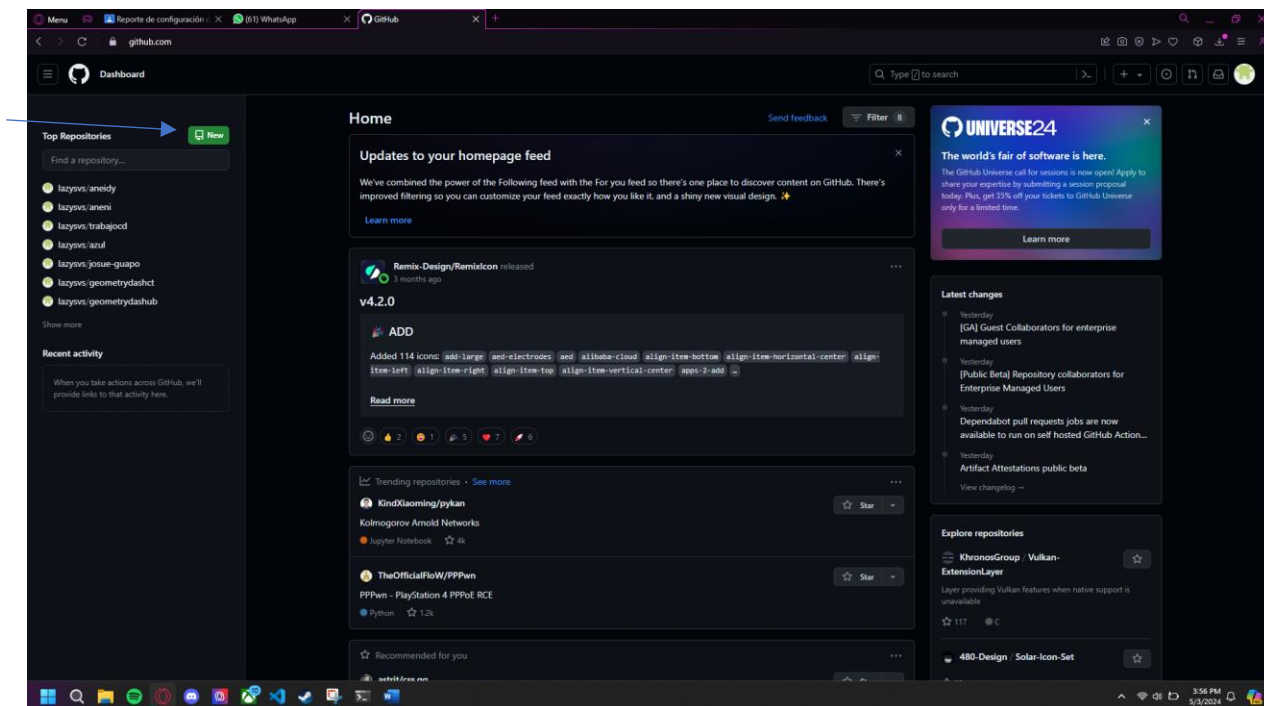 Menu
Reporte de configuración
(61) WhatsApp
GitHub
github.com
Dashboard
Type / to search
Top Repositories
New
Find a repository...
lazysvs/aneidy
lazysvs/aneni
lazysvs/trabajocd
lazysvs/azul
lazysvs/josue-guapo
lazysvs/geometrydashct
lazysvs/geometrydashub
Show more
Recent activity
When you take actions across GitHub, we'll
provide links to that activity here.
Home
Send feedback
Filter 8
Updates to your homepage feed
We've combined the power of the Following feed with the For you feed so there's one place to discover content on GitHub. There's
improved filtering so you can customize your feed exactly how you like it, and a shiny new visual design. ✨
Learn more
Remix-Design/RemixIcon released
3 months ago
v4.2.0
🎉 ADD
Added 114 icons: add-large aed-electrodes aed alibaba-cloud align-item-bottom align-item-horizontal-center align-
item-left align-item-right align-item-top align-item-vertical-center apps-2-add …
Read more
👍 2 😄 1 🎉 5 ❤️ 7 🚀 6
Trending repositories · See more
KindXiaoming/pykan
Star
Kolmogorov Arnold Networks
Jupyter Notebook 4k
TheOfficialFloW/PPPwn
Star
PPPwn - PlayStation 4 PPPoE RCE
Python 1.2k
Recommended for you
UNIVERSE24
The world's fair of software is here.
The GitHub Universe call for sessions is now open! Apply to
share your expertise by submitting a session proposal
today. Plus, get 35% off your tickets to GitHub Universe
only for a limited time.
Learn more
Latest changes
Yesterday
[GA] Guest Collaborators for enterprise
managed users
Yesterday
[Public Beta] Repository collaborators for
Enterprise Managed Users
Yesterday
Dependabot pull requests jobs are now
available to run on self hosted GitHub Action...
Yesterday
Artifact Attestations public beta
View changelog →
Explore repositories
KhronosGroup / Vulkan-
ExtensionLayer
Layer providing Vulkan features when native support is
unavailable
117 C
480-Design / Solar-Icon-Set
3:56 PM
5/3/2024